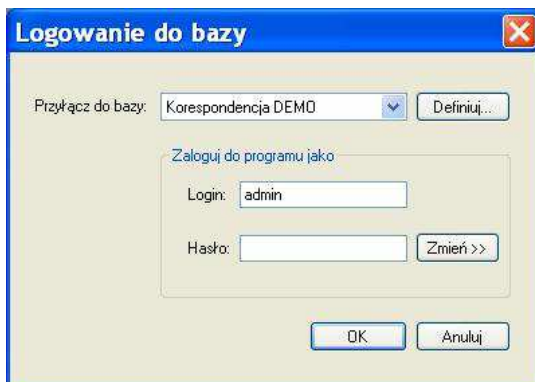 Logowanie do bazy
Przyłącz do bazy: Korespondencja DEMO Definiuj...
Zaloguj do programu jako
Login: admin
Hasło: Zmień >>
OK Anuluj